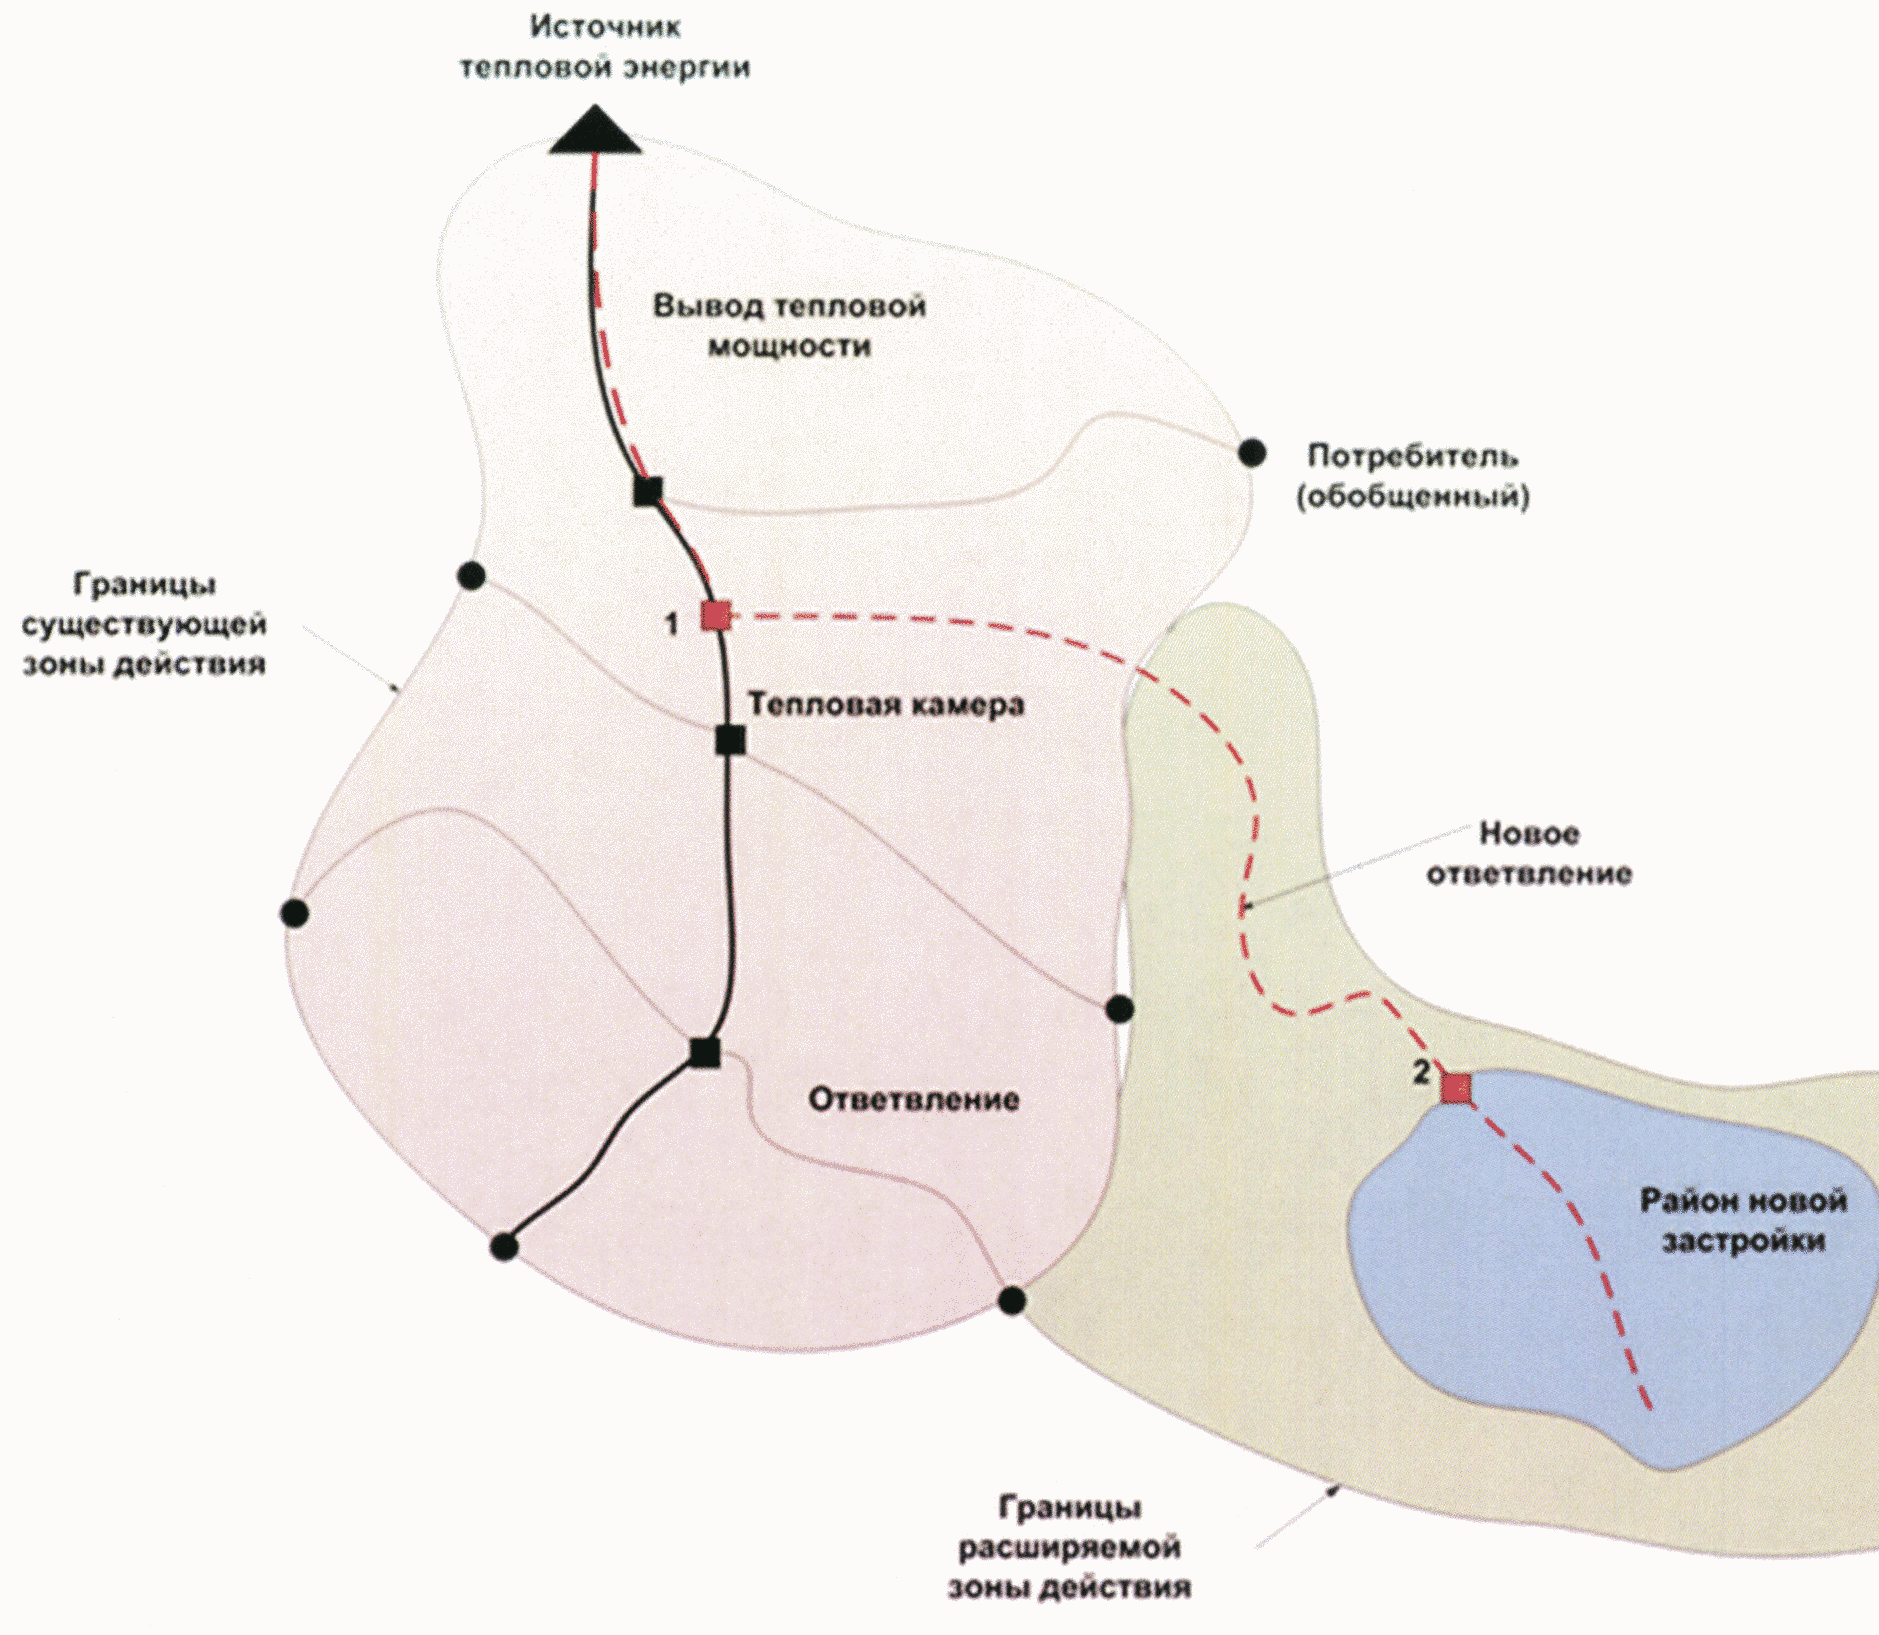 Источник
тепловой энергии
Вывод тепловой
мощности
Потребитель
(обобщенный)
Границы
существующей
зоны действия
1
Тепловая камера
Новое
ответвление
2
Ответвление
Район новой
застройки
Границы
расширяемой
зоны действия